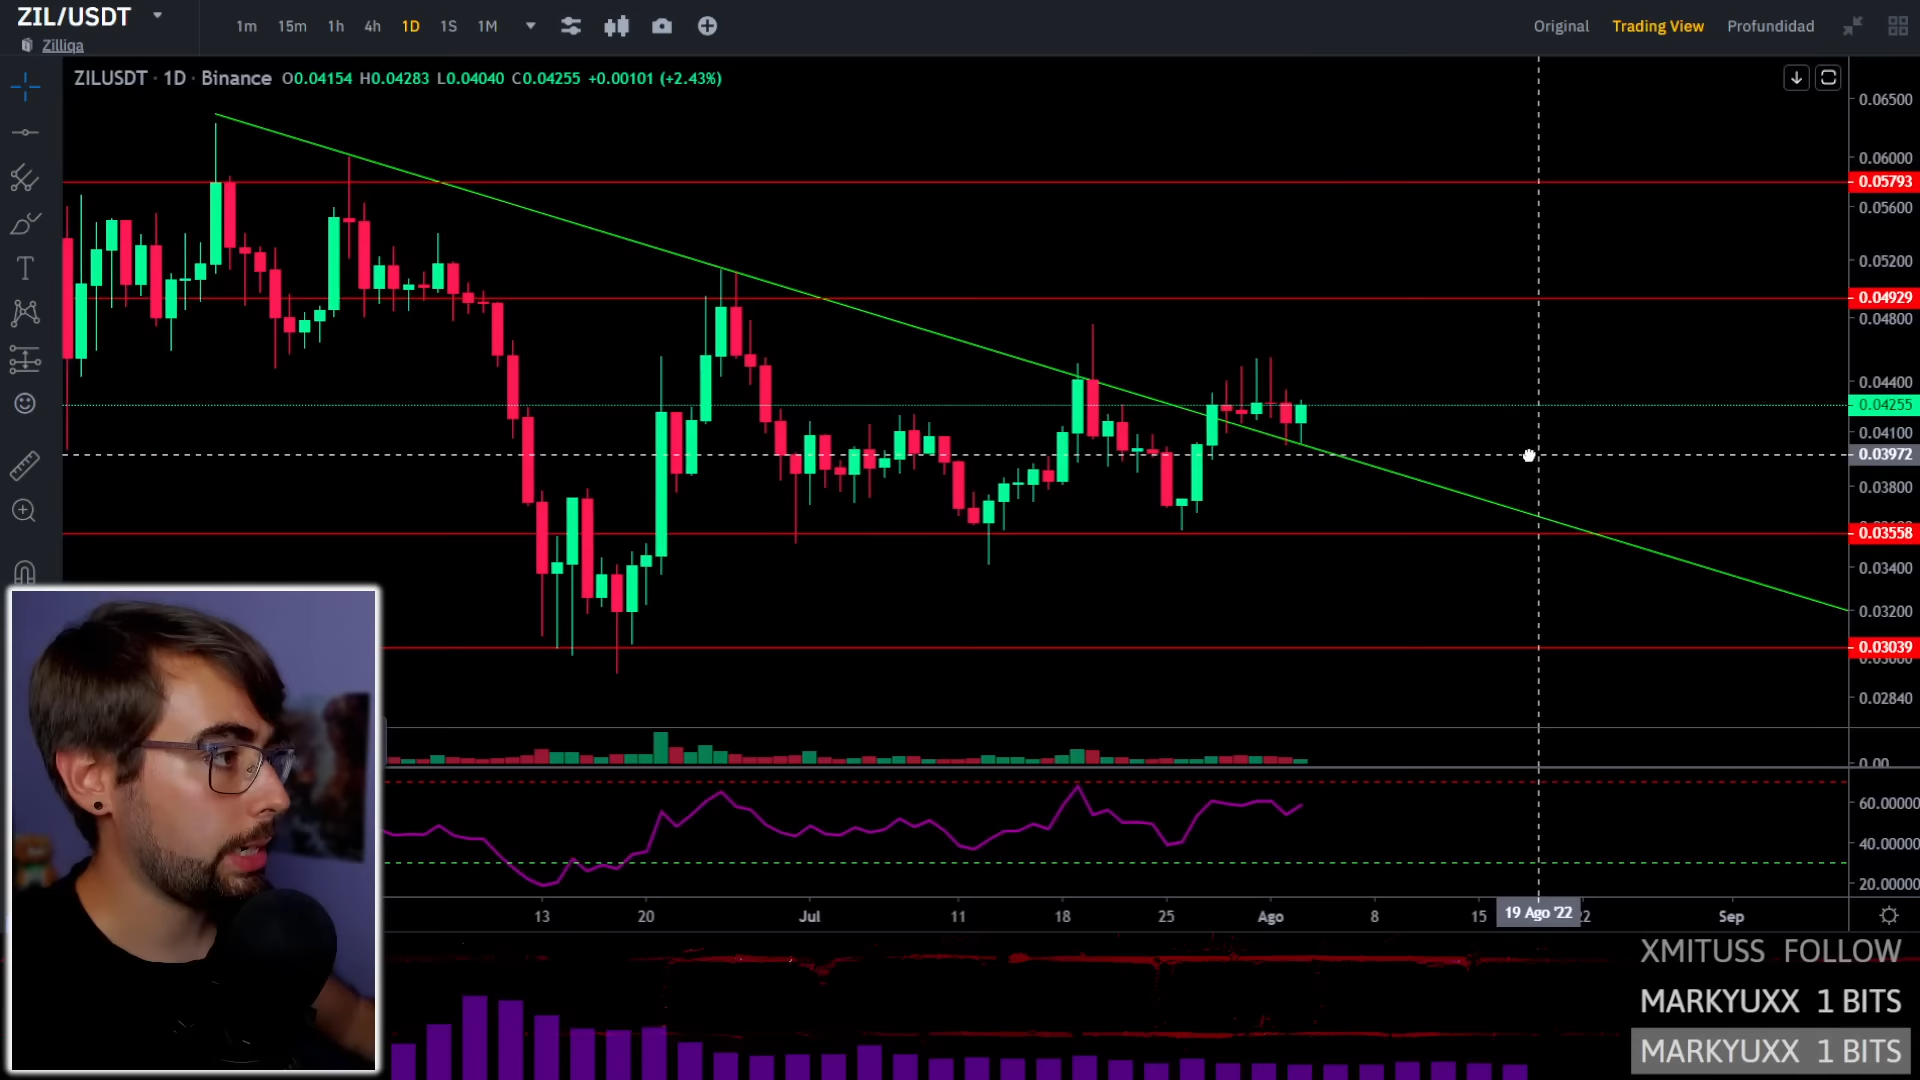 ZIL/USDT
1m 15m 1h 4h 1D 1S 1M
Original Trading View Profundidad
Zilliqa
ZILUSDT · 1D · Binance O0.04154 H0.04283 L0.04040 C0.04255 +0.00101 (+2.43%)
T
0.06500
0.06000
0.05793
0.05600
0.05200
0.04929
0.04800
0.04400
0.04255
0.04100
0.03972
0.03800
0.03558
0.03400
0.03200
0.03039
0.02840
0.00
60.00000
40.00000
20.00000
13 20 Jul 11 18 25 Ago 8 15 19 Ago '22 Sep
XMITUSS FOLLOW
MARKYUXX 1 BITS
MARKYUXX 1 BITS